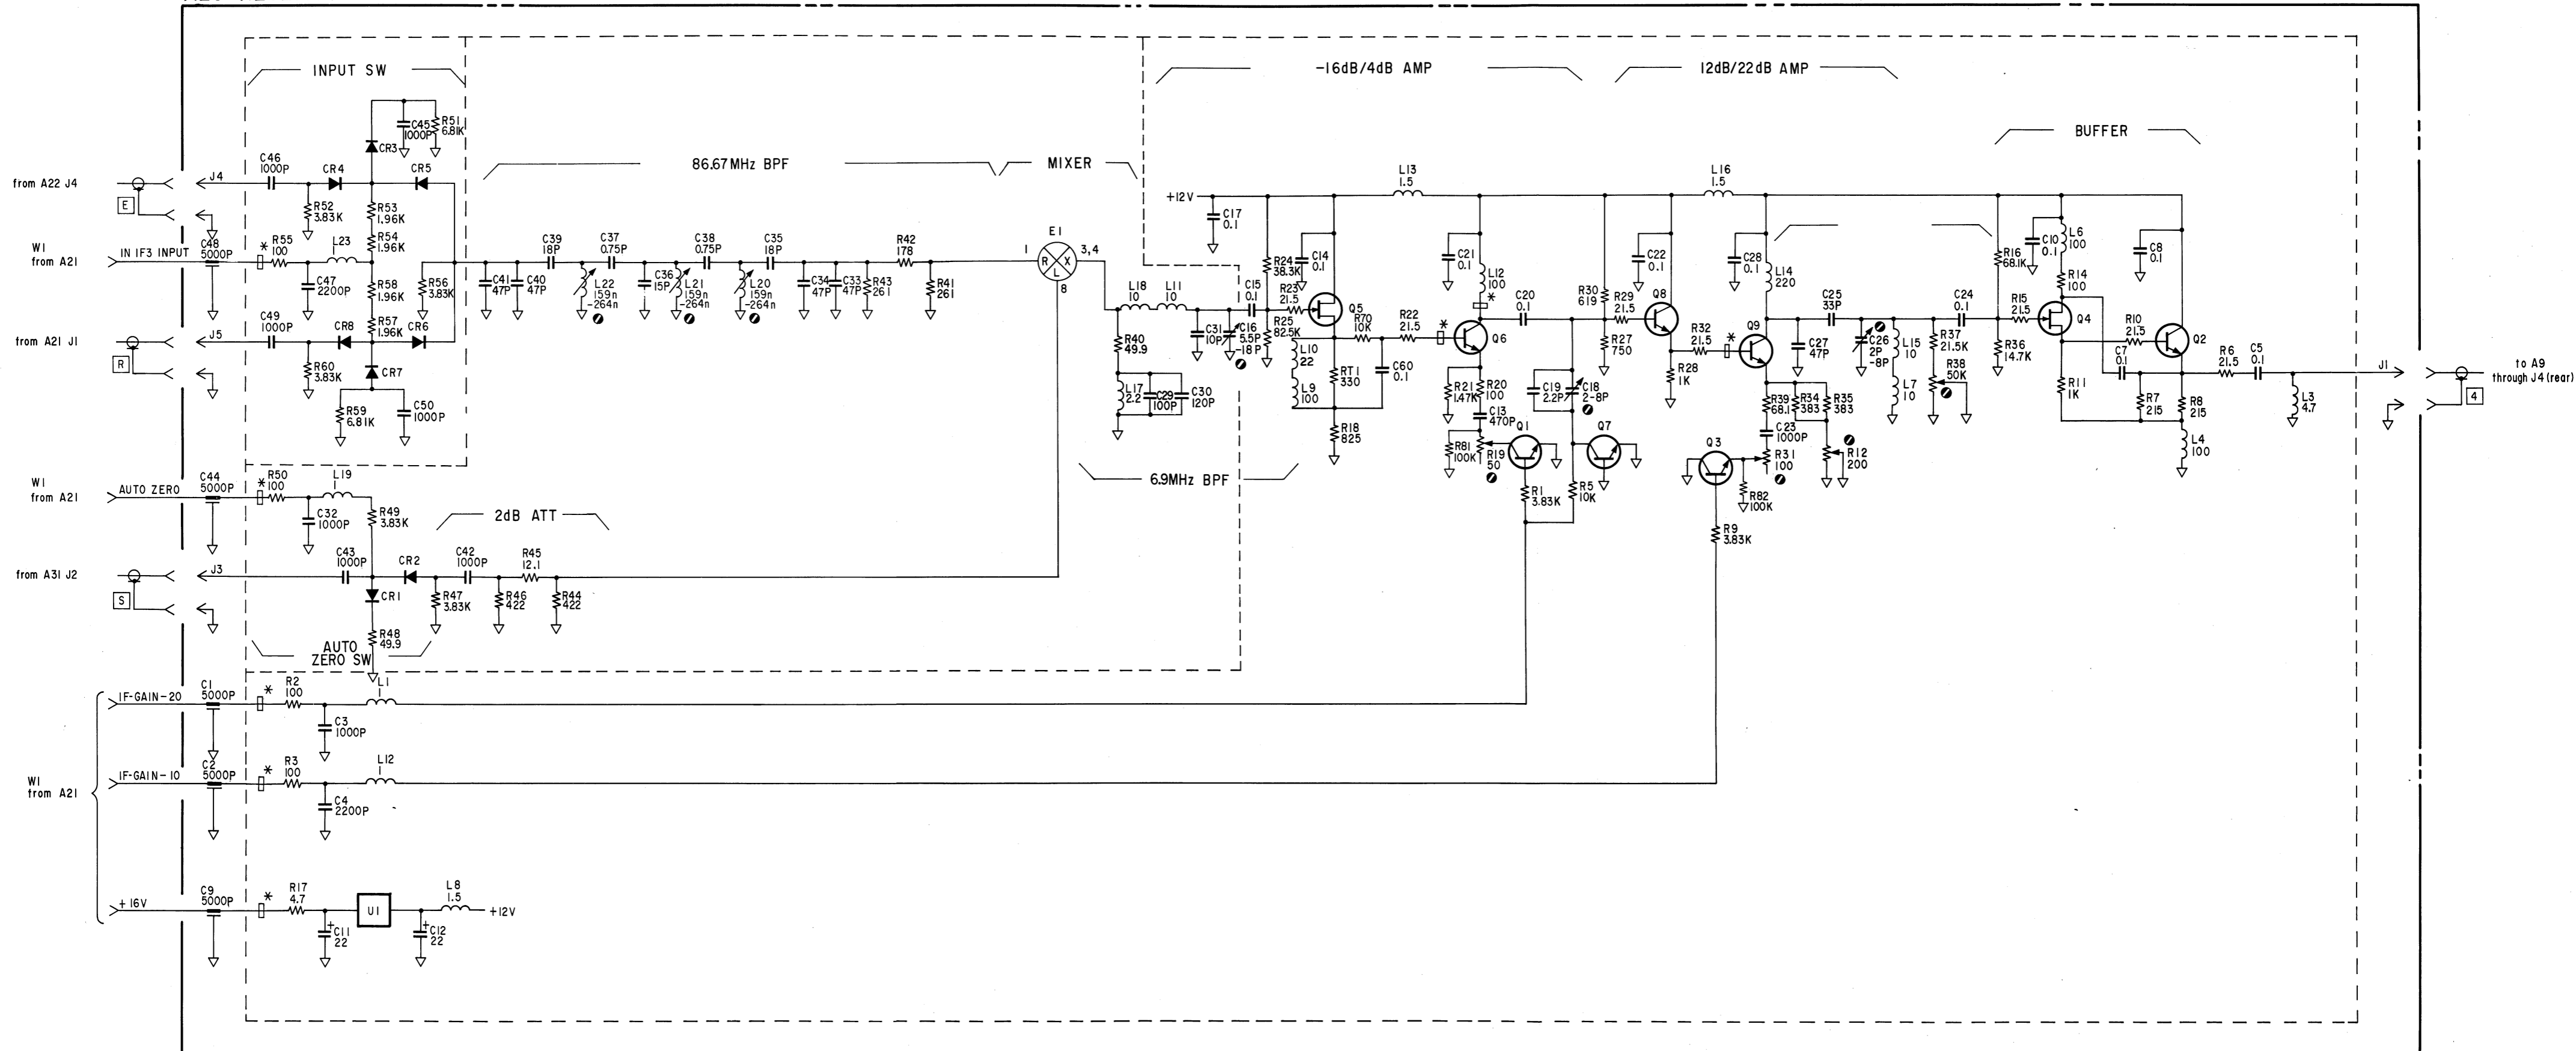 INPUT SW
-16dB/4dB AMP
12dB/22dB AMP
BUFFER
86.67MHz BPF
MIXER
6.9MHz BPF
2dB ATT
AUTO
ZERO SW
from A22 J4
E
J4
C46
1000P
CR4
CR3
C45
1000P
R51
6.81K
CR5
R52
3.83K
R53
1.96K
R54
1.96K
W1
from A21
IN IF3 INPUT
C48
5000P
*
R55
100
L23
C47
2200P
R58
1.96K
R56
3.83K
R57
1.96K
from A21 J1
R
J5
C49
1000P
CR8
CR6
R60
3.83K
CR7
R59
6.81K
C50
1000P
C41
47P
C40
47P
C39
18P
L22
159n
-264n
C37
0.75P
C36
15P
L21
159n
-264n
C38
0.75P
L20
159n
-264n
C35
18P
C34
47P
C33
47P
R43
261
R42
178
R41
261
E1
1
R
X
L
3,4
8
L18
10
L11
10
R40
49.9
L17
2.2
C29
100P
C30
120P
C31
10P
C16
5.5P
-18P
C15
0.1
+12V
C17
0.1
R24
38.3K
R23
21.5
R25
82.5K
C14
0.1
Q5
L10
22
L9
100
RT1
330
R18
825
R70
10K
C60
0.1
R22
21.5
*
L13
1.5
C21
0.1
L12
100
*
Q6
R21
1.47K
R20
100
C13
470P
R81
100K
R19
50
Q1
R1
3.83K
C20
0.1
C19
2.2P
C18
2-8P
Q7
R5
10K
R30
619
R29
21.5
R27
750
C22
0.1
Q8
R28
1K
R32
21.5
*
L16
1.5
C28
0.1
L14
220
Q9
R39
68.1
R34
383
R35
383
C23
1000P
R31
100
R12
200
Q3
R82
100K
R9
3.83K
C27
47P
C25
33P
C26
2P
-8P
L15
10
L7
10
R37
21.5K
R38
50K
C24
0.1
R16
68.1K
R15
21.5
R36
14.7K
C10
0.1
L6
100
R14
100
Q4
R11
1K
C8
0.1
R10
21.5
Q2
C7
0.1
R7
215
R8
215
L4
100
R6
21.5
C5
0.1
L3
4.7
J1
4
to A9
through J4(rear)
W1
from A21
AUTO ZERO
C44
5000P
*
R50
100
L19
C32
1000P
R49
3.83K
from A31 J2
S
J3
C43
1000P
CR2
CR1
C42
1000P
R47
3.83K
R45
12.1
R46
422
R44
422
R48
49.9
W1
from A21
IF-GAIN-20
C1
5000P
*
R2
100
L1
C3
1000P
IF-GAIN-10
C2
5000P
*
R3
100
L12
C4
2200P
+16V
C9
5000P
*
R17
4.7
C11
22
U1
C12
22
L8
1.5
+12V